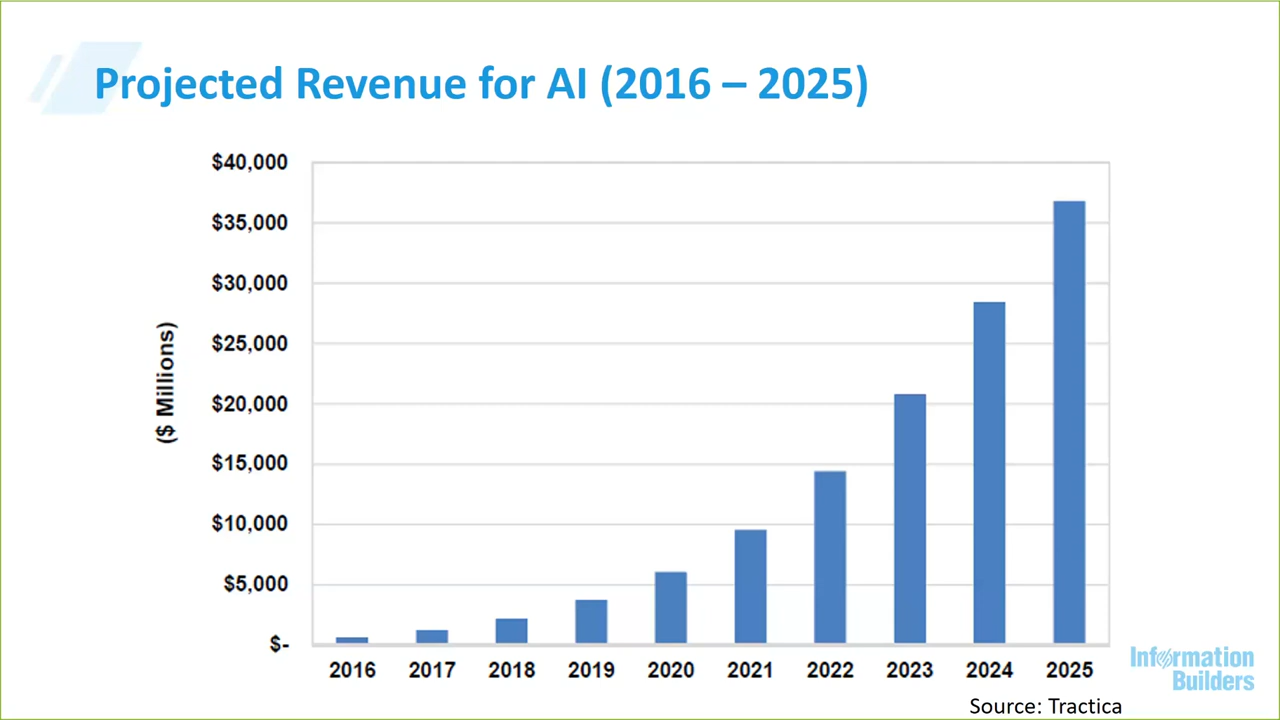 Projected Revenue for AI (2016 – 2025)
$40,000
$35,000
$30,000
$25,000
$20,000
$15,000
$10,000
$5,000
$-
($ Millions)
2016 2017 2018 2019 2020 2021 2022 2023 2024 2025
Information
Builders
Source: Tractica